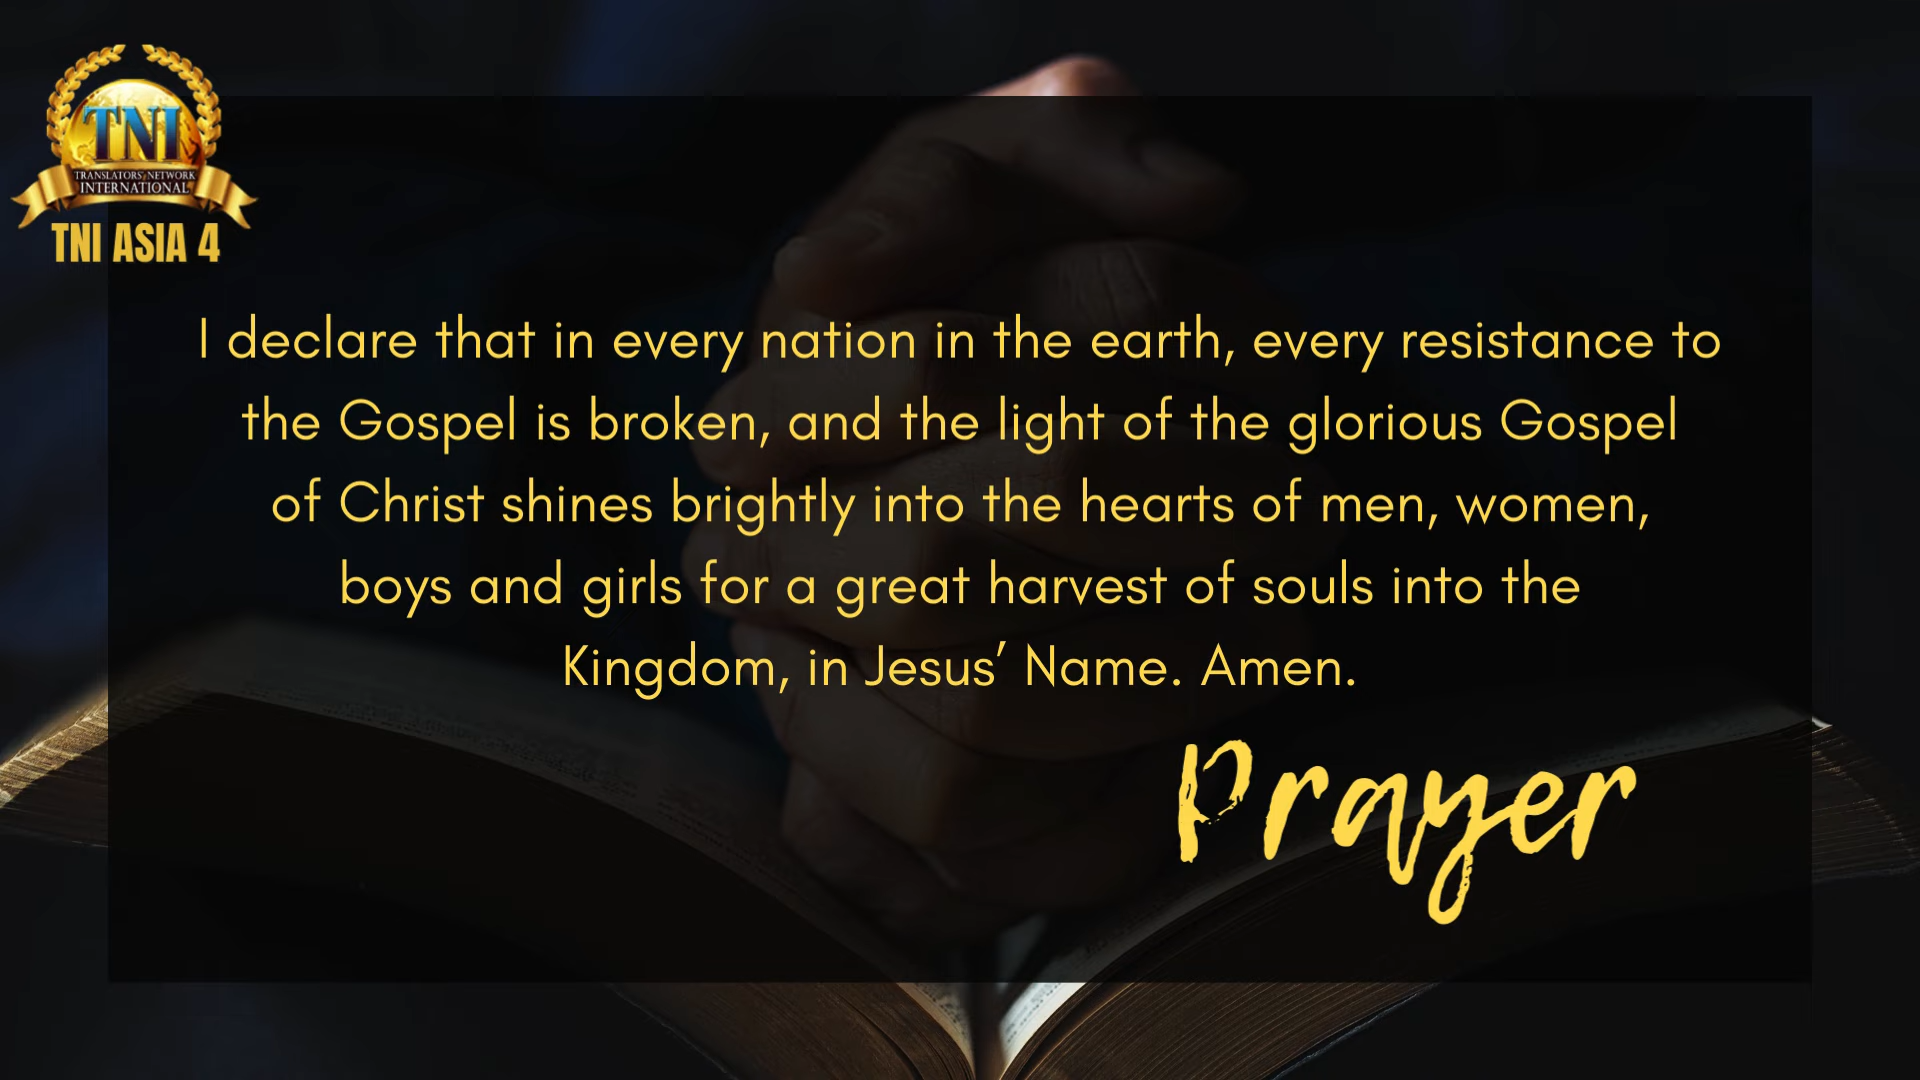 TNI
TRANSLATORS' NETWORK
INTERNATIONAL
TNI ASIA 4
I declare that in every nation in the earth, every resistance to
the Gospel is broken, and the light of the glorious Gospel
of Christ shines brightly into the hearts of men, women,
boys and girls for a great harvest of souls into the
Kingdom, in Jesus’ Name. Amen.
Prayer